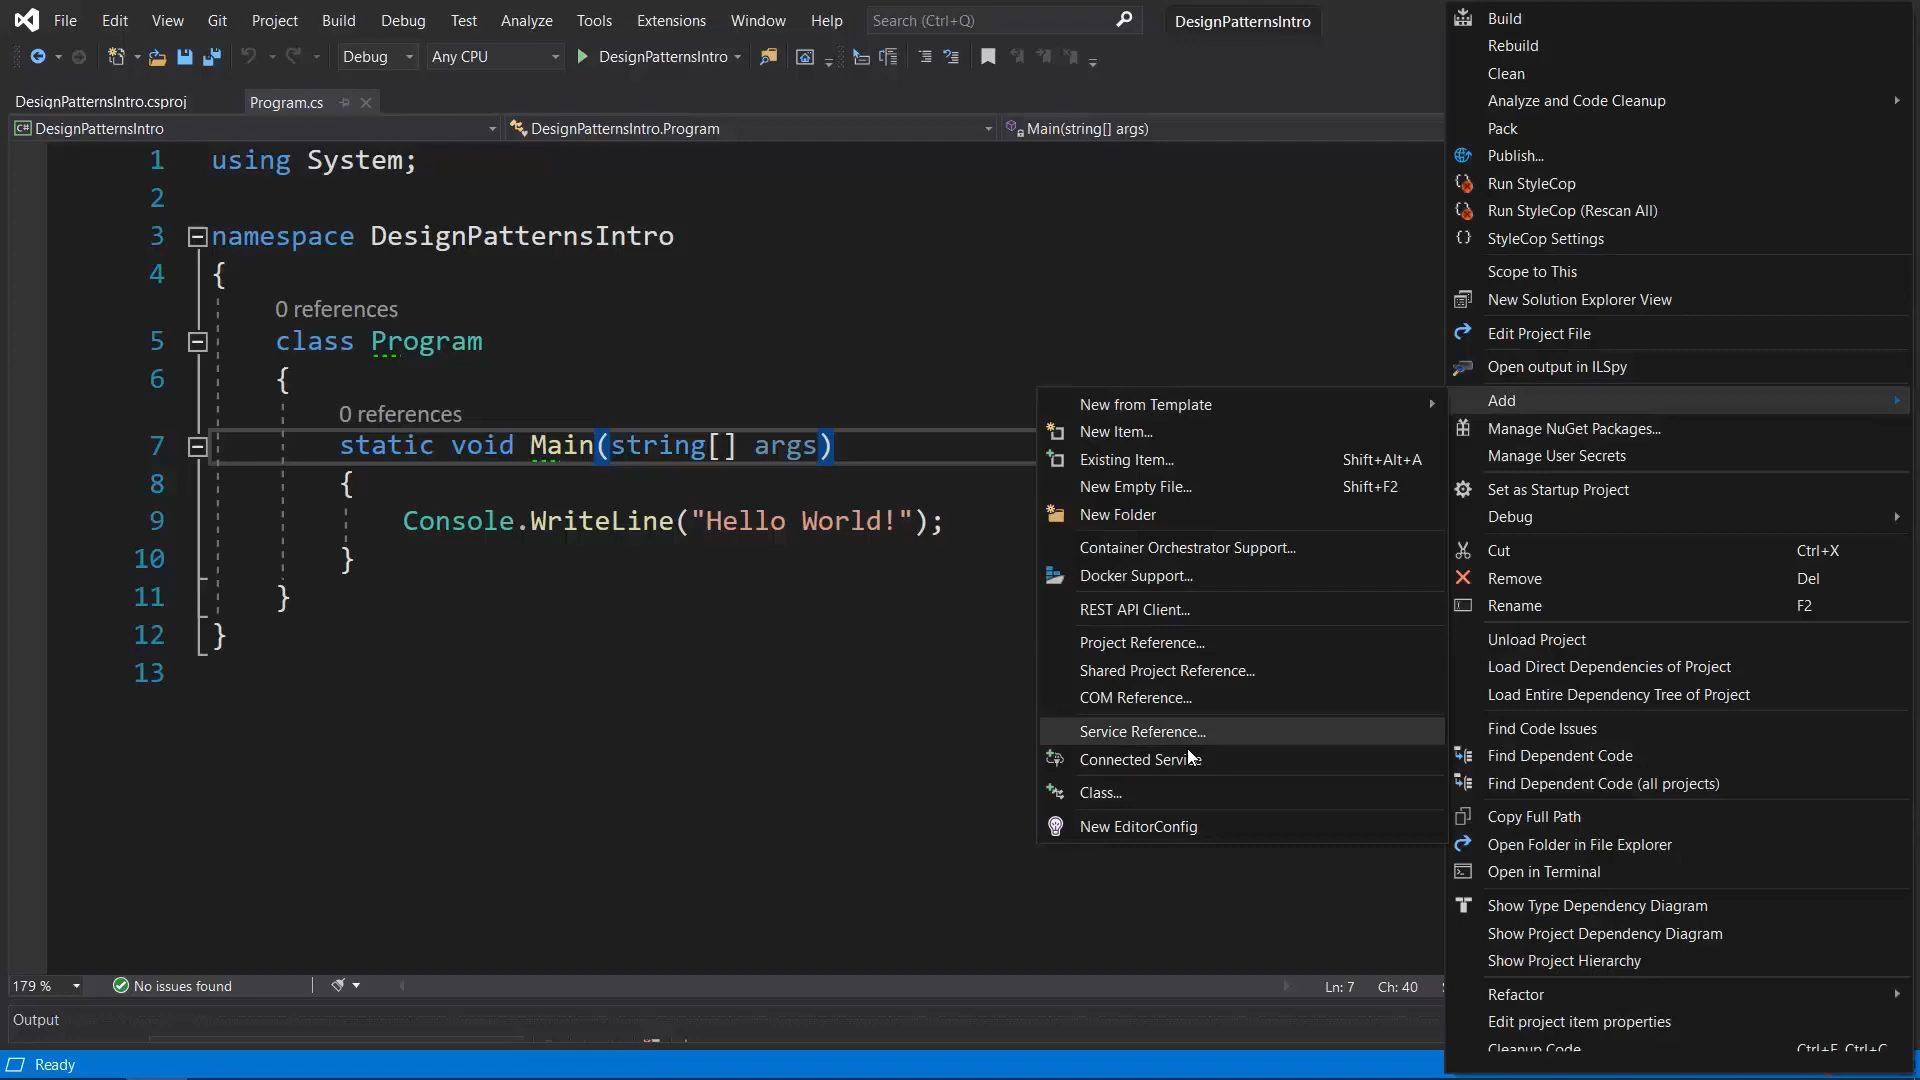 File Edit View Git Project Build Debug Test Analyze Tools Extensions Window Help Search (Ctrl+Q) DesignPatternsIntro
Debug Any CPU DesignPatternsIntro
DesignPatternsIntro.csproj Program.cs
C# DesignPatternsIntro DesignPatternsIntro.Program Main(string[] args)
1 using System;
2
3 namespace DesignPatternsIntro
4 {
0 references
5 class Program
6 {
0 references
7 static void Main(string[] args)
8 {
9 Console.WriteLine("Hello World!");
10 }
11 }
12 }
13
179 % No issues found Ln: 7 Ch: 40
Output
Ready
New from Template
New Item...
Existing Item... Shift+Alt+A
New Empty File... Shift+F2
New Folder
Container Orchestrator Support...
Docker Support...
REST API Client...
Project Reference...
Shared Project Reference...
COM Reference...
Service Reference...
Connected Service
Class...
New EditorConfig
Build
Rebuild
Clean
Analyze and Code Cleanup
Pack
Publish...
Run StyleCop
Run StyleCop (Rescan All)
StyleCop Settings
Scope to This
New Solution Explorer View
Edit Project File
Open output in ILSpy
Add
Manage NuGet Packages...
Manage User Secrets
Set as Startup Project
Debug
Cut Ctrl+X
Remove Del
Rename F2
Unload Project
Load Direct Dependencies of Project
Load Entire Dependency Tree of Project
Find Code Issues
Find Dependent Code
Find Dependent Code (all projects)
Copy Full Path
Open Folder in File Explorer
Open in Terminal
Show Type Dependency Diagram
Show Project Dependency Diagram
Show Project Hierarchy
Refactor
Edit project item properties
Cleanup Code Ctrl+E, Ctrl+C